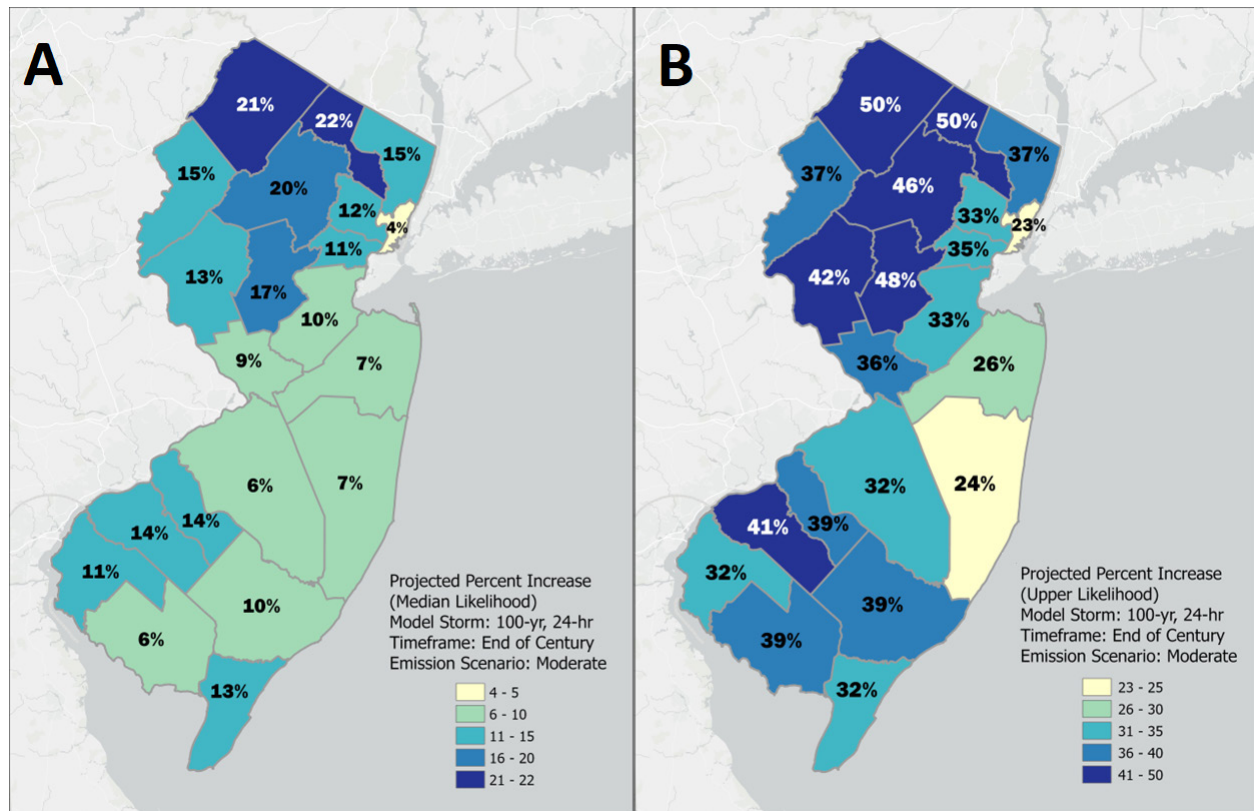 A
21%
22%
15%
15%
20%
12%
4%
11%
13%
17%
10%
9%
7%
6%
7%
14%
14%
11%
10%
6%
13%
Projected Percent Increase
(Median Likelihood)
Model Storm: 100-yr, 24-hr
Timeframe: End of Century
Emission Scenario: Moderate
4 - 5
6 - 10
11 - 15
16 - 20
21 - 22
B
50%
50%
37%
37%
46%
33%
23%
35%
42%
48%
33%
36%
26%
32%
24%
41%
39%
32%
39%
39%
32%
Projected Percent Increase
(Upper Likelihood)
Model Storm: 100-yr, 24-hr
Timeframe: End of Century
Emission Scenario: Moderate
23 - 25
26 - 30
31 - 35
36 - 40
41 - 50